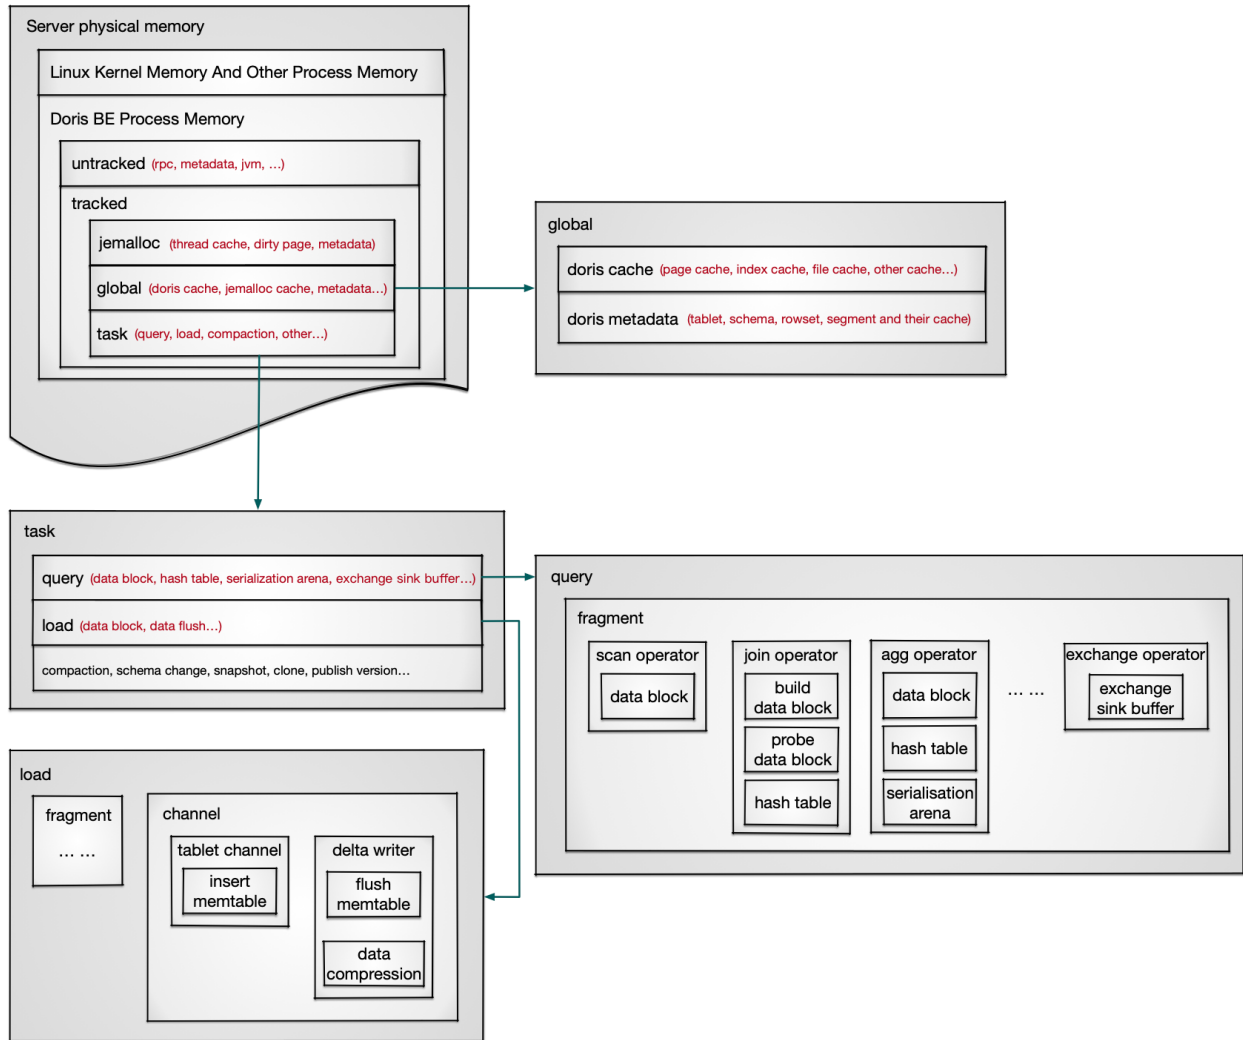 Server physical memory
Linux Kernel Memory And Other Process Memory
Doris BE Process Memory
untracked (rpc, metadata, jvm, ...)
tracked
jemalloc (thread cache, dirty page, metadata)
global (doris cache, jemalloc cache, metadata...)
task (query, load, compaction, other...)
global
doris cache (page cache, index cache, file cache, other cache...)
doris metadata (tablet, schema, rowset, segment and their cache)
task
query (data block, hash table, serialization arena, exchange sink buffer...)
load (data block, data flush...)
compaction, schema change, snapshot, clone, publish version...
query
fragment
scan operator
data block
join operator
build
data block
probe
data block
hash table
agg operator
data block
hash table
serialisation
arena
... ...
exchange operator
exchange
sink buffer
load
fragment
... ...
channel
tablet channel
insert
memtable
delta writer
flush
memtable
data
compression